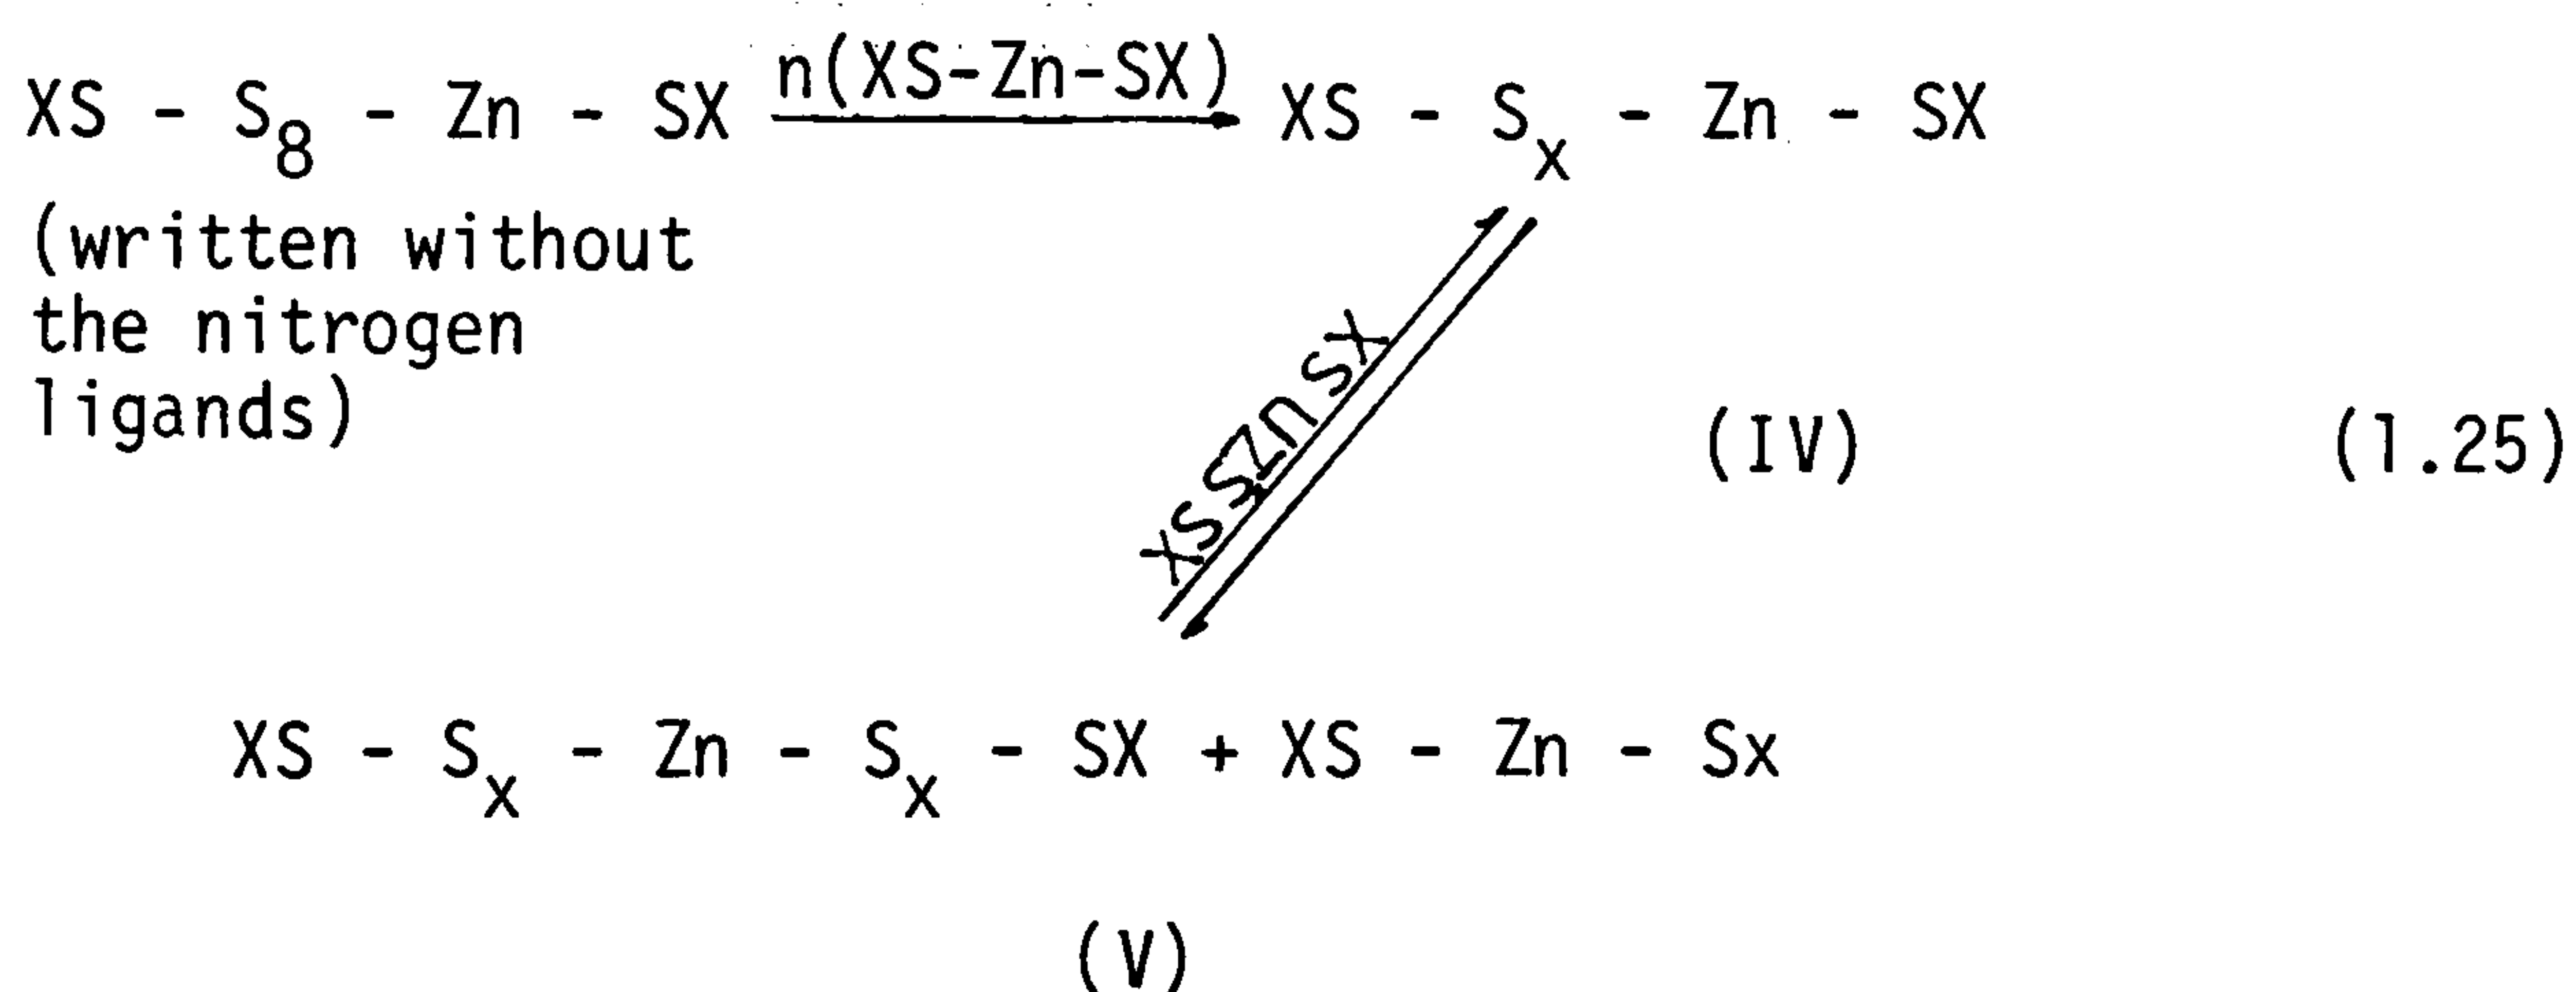 n(XS-Zn-SX)
XS - S₈ - Zn - SX → XS - Sₓ - Zn - SX
(written without
the nitrogen
ligands)
XSSZnSX
(IV) (1.25)
XS - Sₓ - Zn - Sₓ - SX + XS - Zn - Sx
(V)